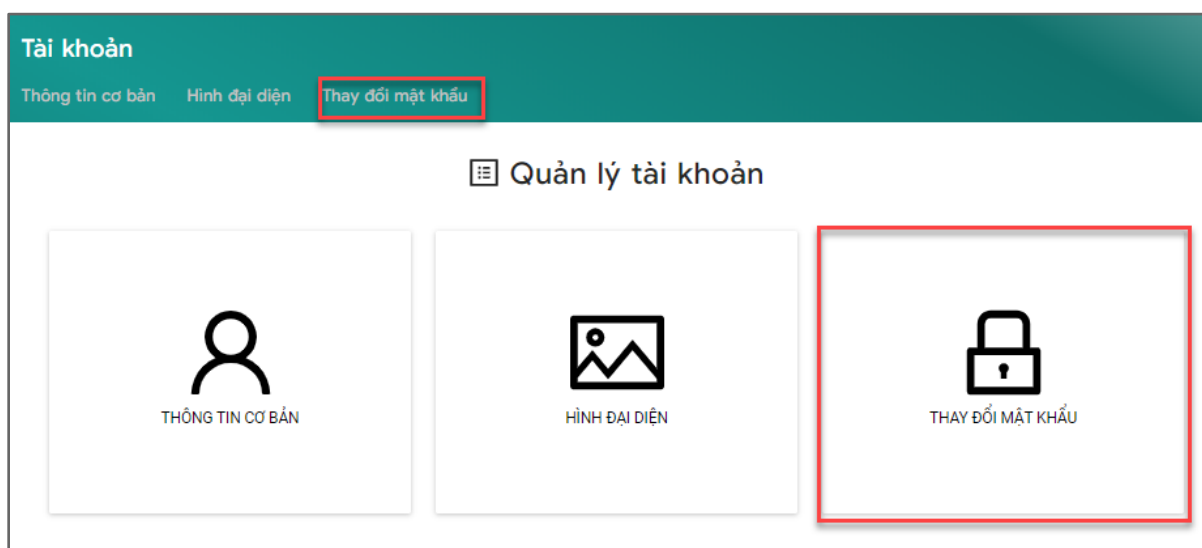 Tài khoản
Thông tin cơ bản Hình đại diện Thay đổi mật khẩu
Quản lý tài khoản
THÔNG TIN CƠ BẢN HÌNH ĐẠI DIỆN THAY ĐỔI MẬT KHẨU